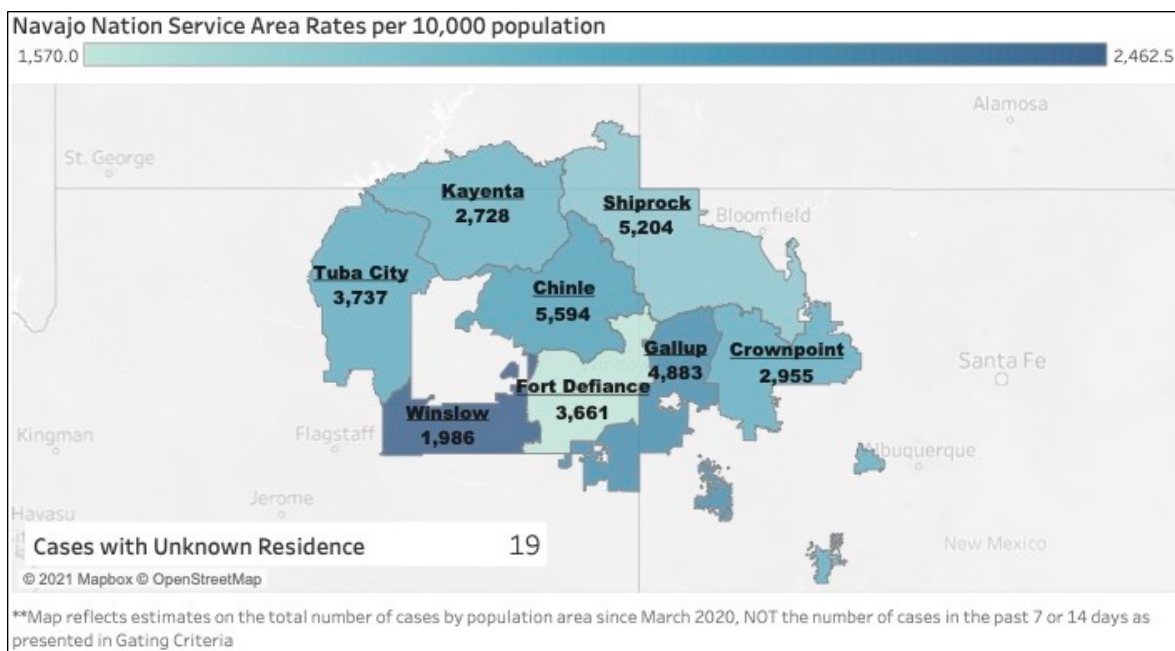 Navajo Nation Service Area Rates per 10,000 population
1,570.0
2,462.5
Alamosa
St. George
Kayenta
2,728
Shiprock
5,204
Bloomfield
Tuba City
3,737
Chinle
5,594
Gallup
4,883
Crownpoint
2,955
Santa Fe
Fort Defiance
3,661
Winslow
1,986
Kingman
Flagstaff
Albuquerque
Jerome
Havasu
New Mexico
Cases with Unknown Residence 19
© 2021 Mapbox © OpenStreetMap
**Map reflects estimates on the total number of cases by population area since March 2020, NOT the number of cases in the past 7 or 14 days as
presented in Gating Criteria